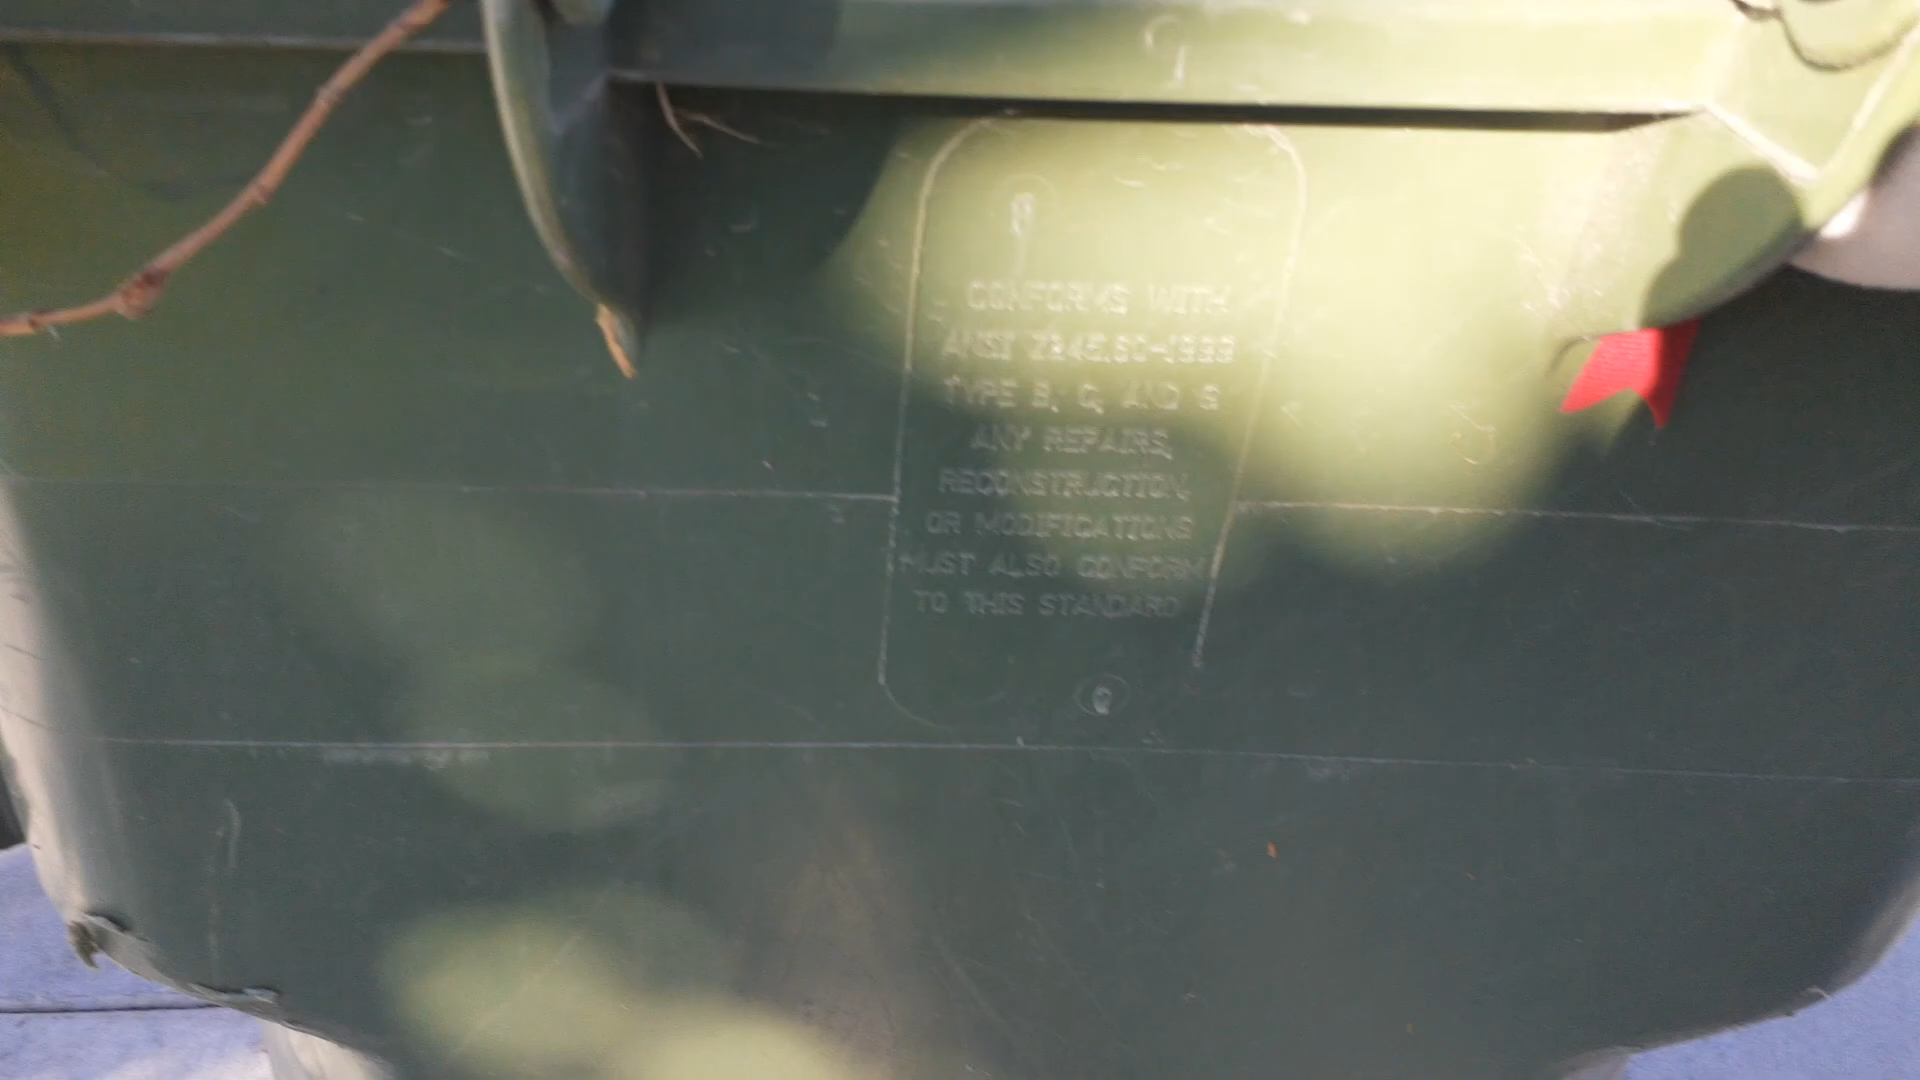 CONFORMS WITH
ANSI Z245.60-1999
TYPE B, C, AND G
ANY REPAIRS,
RECONSTRUCTION,
OR MODIFICATIONS
MUST ALSO CONFORM
TO THIS STANDARD